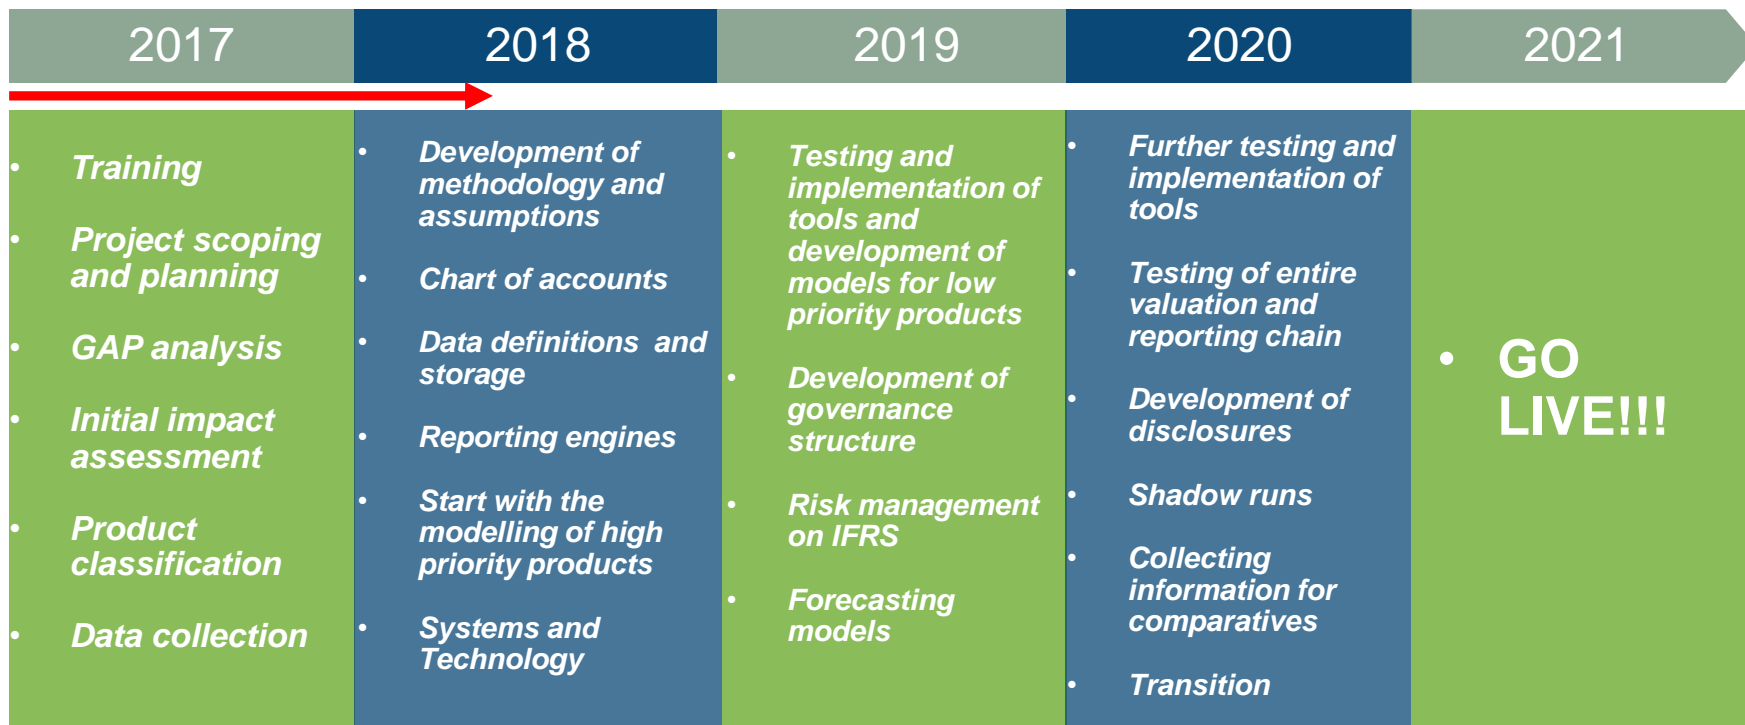 2017
2018
2019
2020
2021
• Training
• Project scoping
and planning
• GAP analysis
• Initial impact
assessment
• Product
classification
• Data collection
• Development of
methodology and
assumptions
• Chart of accounts
• Data definitions and
storage
• Reporting engines
• Start with the
modelling of high
priority products
• Systems and
Technology
• Testing and
implementation of
tools and
development of
models for low
priority products
• Development of
governance
structure
• Risk management
on IFRS
• Forecasting
models
• Further testing and
implementation of
tools
• Testing of entire
valuation and
reporting chain
• Development of
disclosures
• Shadow runs
• Collecting
information for
comparatives
• Transition
• GO
LIVE!!!